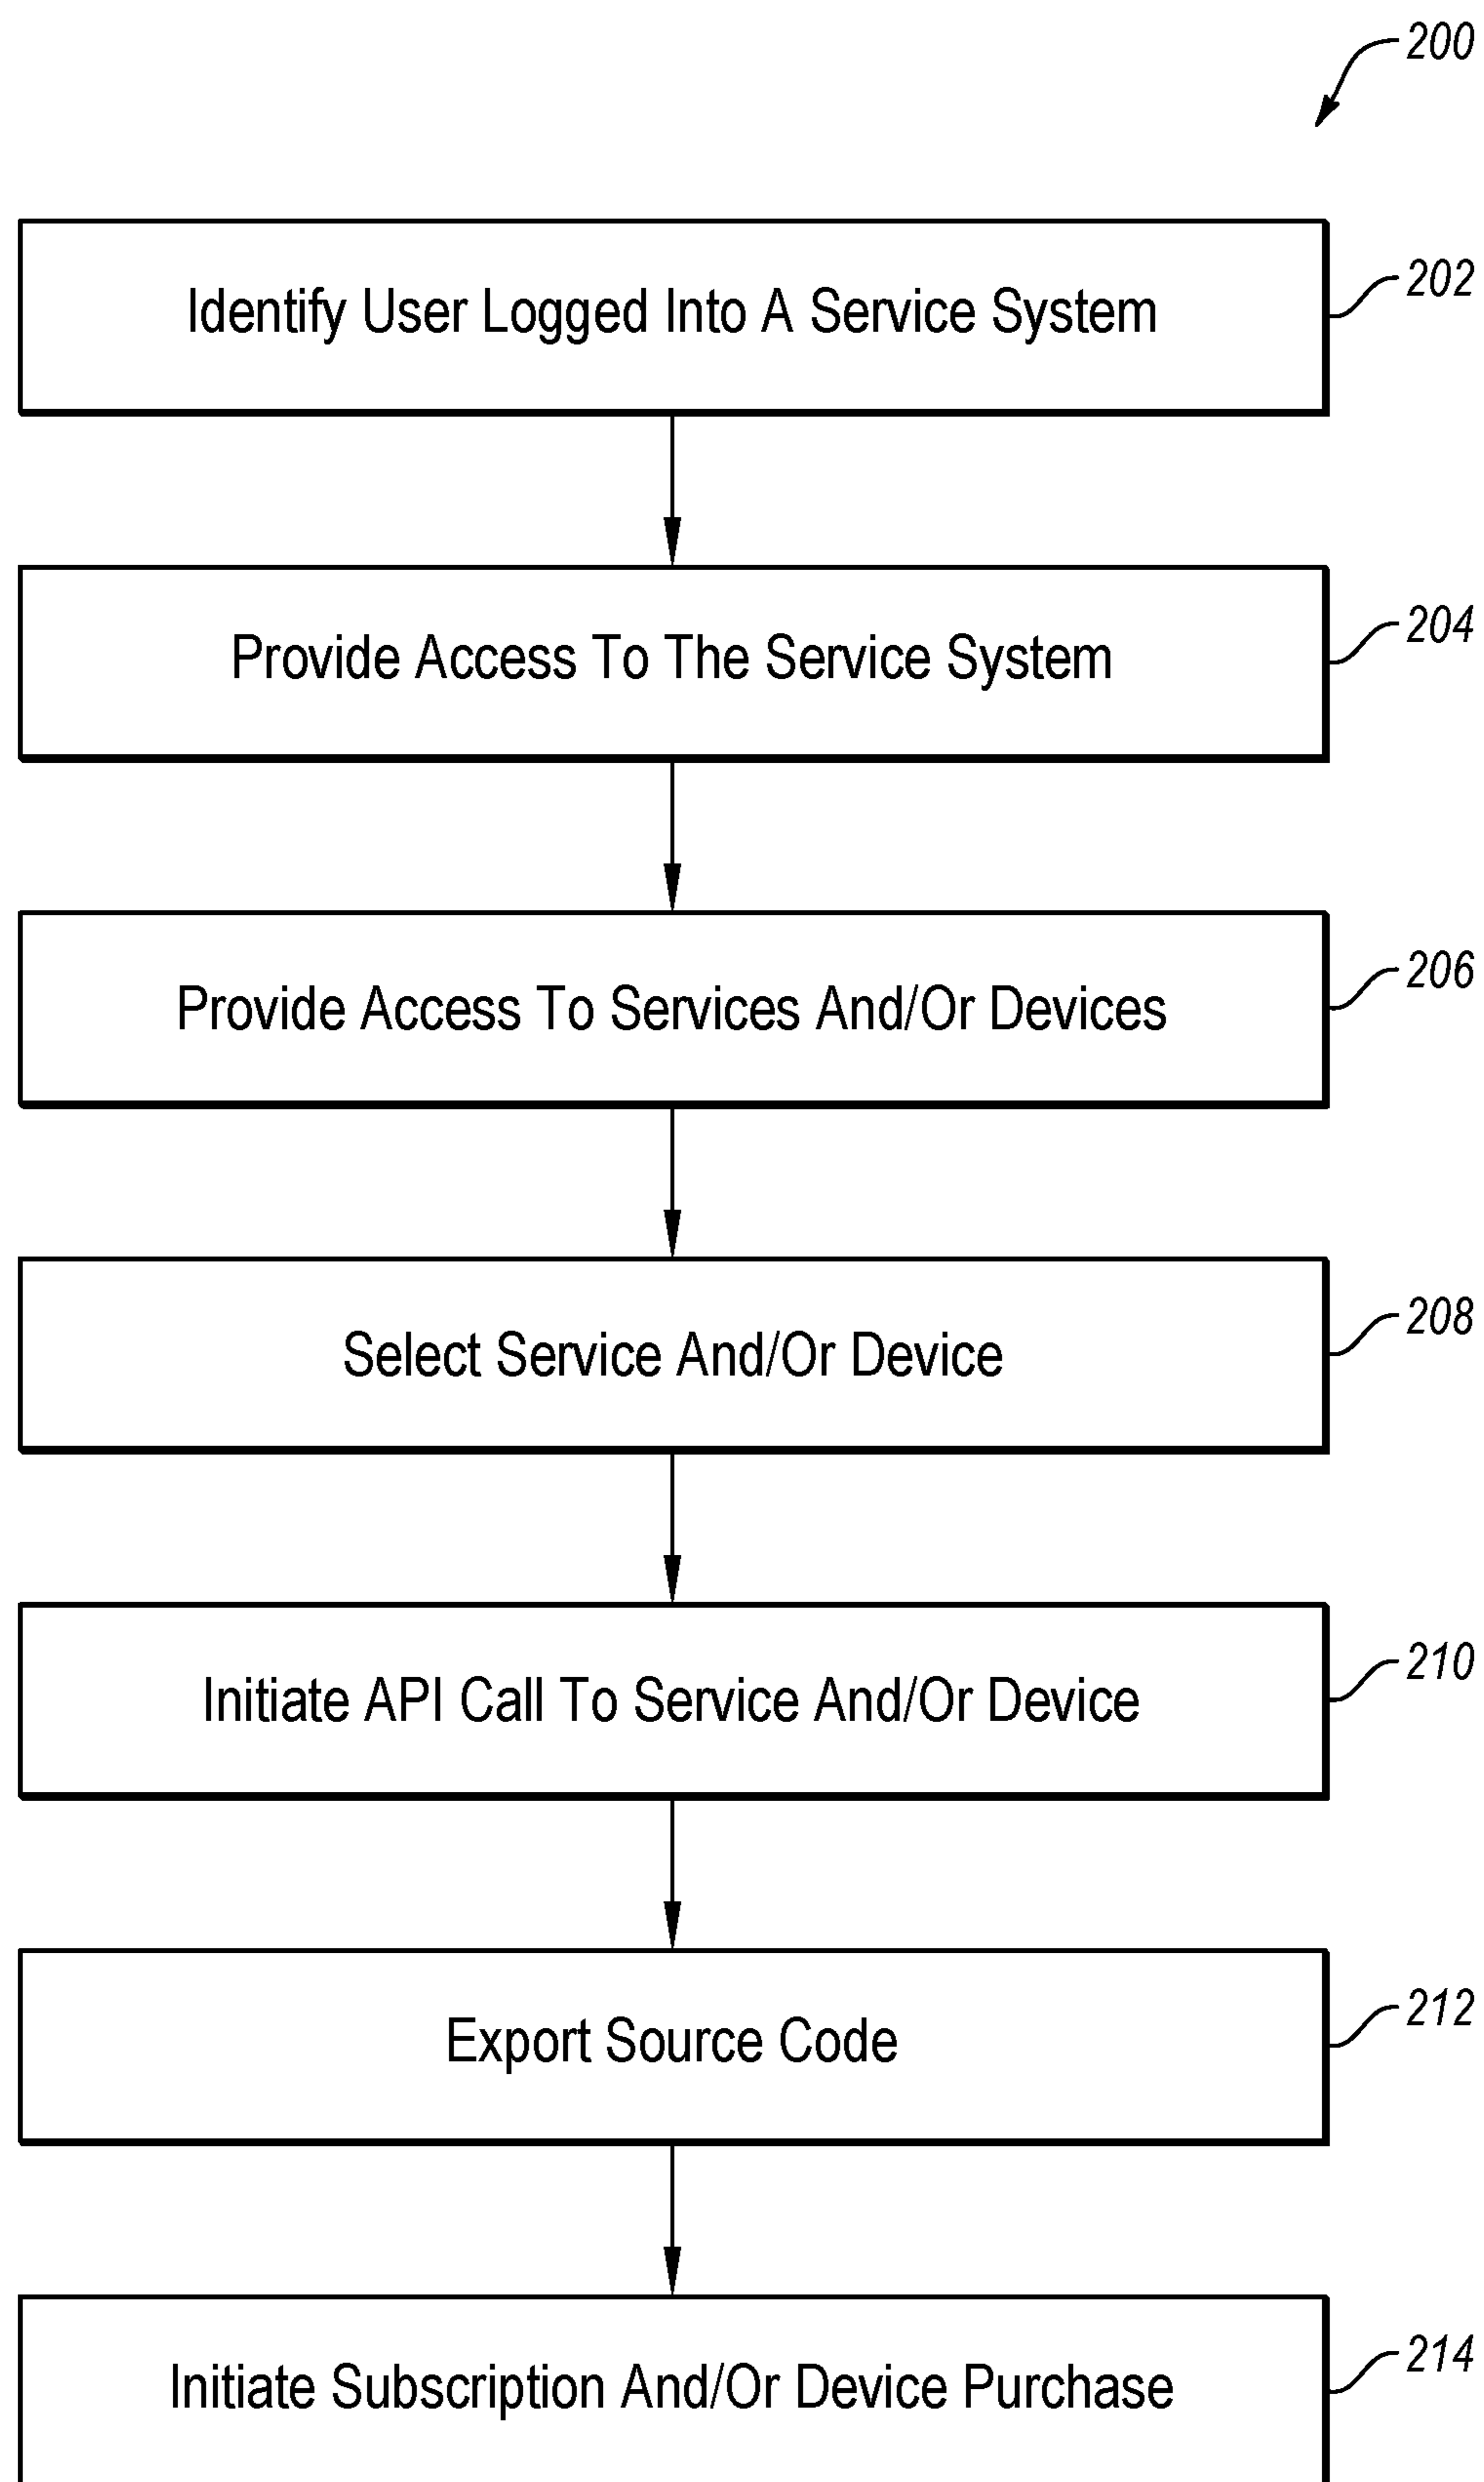 200
Identify User Logged Into A Service System
202
Provide Access To The Service System
204
Provide Access To Services And/Or Devices
206
Select Service And/Or Device
208
Initiate API Call To Service And/Or Device
210
Export Source Code
212
Initiate Subscription And/Or Device Purchase
214